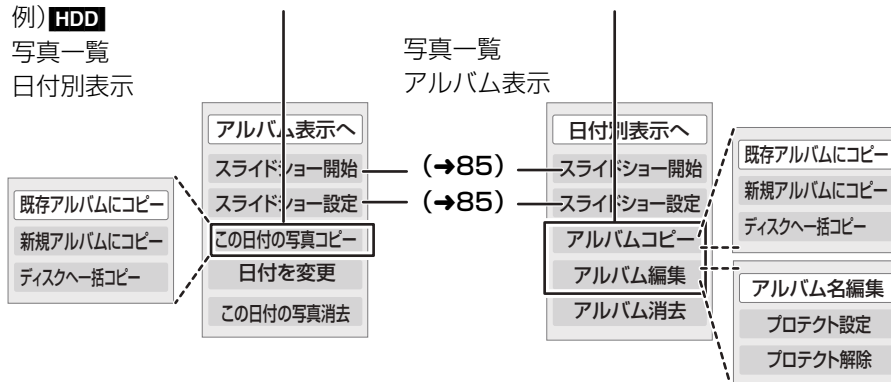 例）HDD
写真一覧
日付別表示
写真一覧
アルバム表示
アルバム表示へ
スライドショー開始
スライドショー設定
この日付の写真コピー
日付を変更
この日付の写真消去
既存アルバムにコピー
新規アルバムにコピー
ディスクへ一括コピー
（➜85）
（➜85）
日付別表示へ
スライドショー開始
スライドショー設定
アルバムコピー
アルバム編集
アルバム消去
既存アルバムにコピー
新規アルバムにコピー
ディスクへ一括コピー
アルバム名編集
プロテクト設定
プロテクト解除